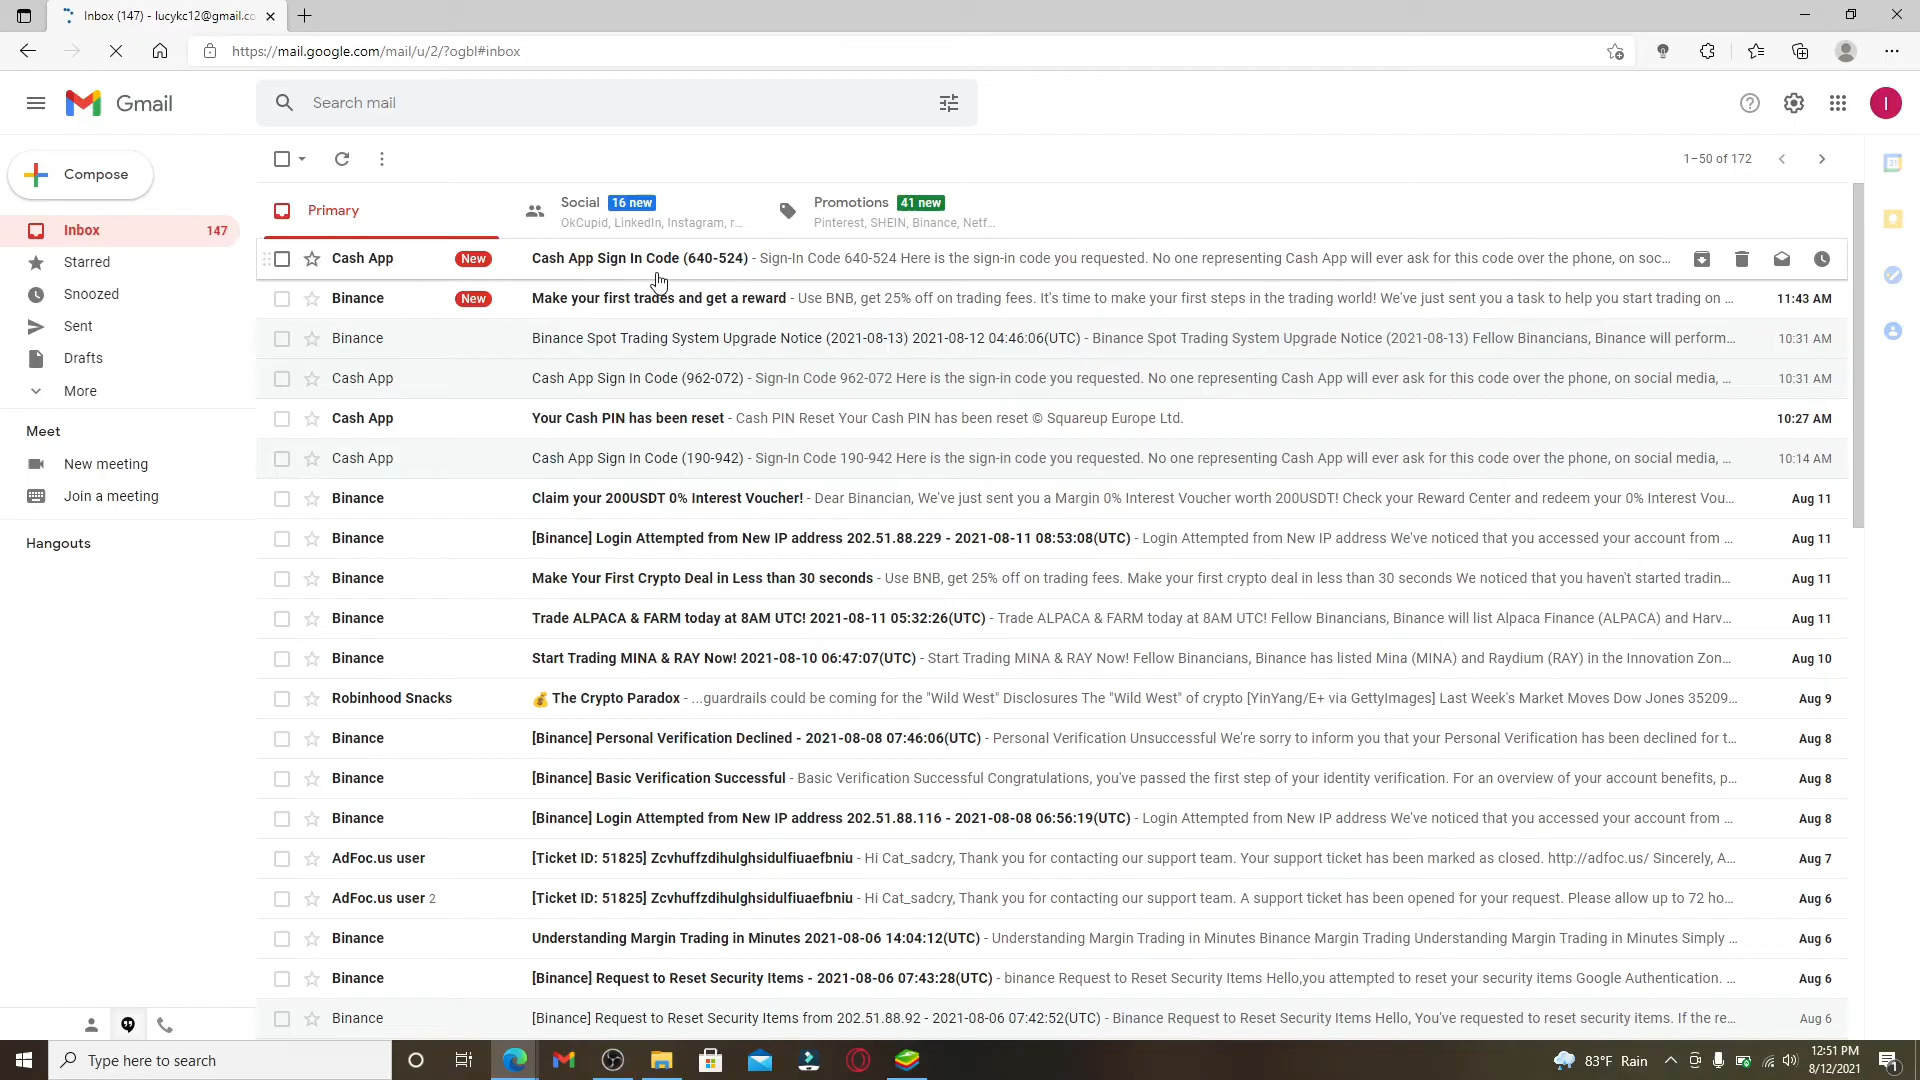 Inbox (147) - lucykc12@gmail.co
https://mail.google.com/mail/u/2/?ogbl#inbox
Gmail
Search mail
I
Compose
1–50 of 172
31
Primary
Social 16 new
OkCupid, LinkedIn, Instagram, r...
Promotions 41 new
Pinterest, SHEIN, Binance, Netf...
Inbox 147
Starred
Snoozed
Sent
Drafts
More
Meet
New meeting
Join a meeting
Hangouts
Cash App New Cash App Sign In Code (640-524) - Sign-In Code 640-524 Here is the sign-in code you requested. No one representing Cash App will ever ask for this code over the phone, on soc...
Binance New Make your first trades and get a reward - Use BNB, get 25% off on trading fees. It's time to make your first steps in the trading world! We've just sent you a task to help you start trading on ... 11:43 AM
Binance Binance Spot Trading System Upgrade Notice (2021-08-13) 2021-08-12 04:46:06(UTC) - Binance Spot Trading System Upgrade Notice (2021-08-13) Fellow Binancians, Binance will perform... 10:31 AM
Cash App Cash App Sign In Code (962-072) - Sign-In Code 962-072 Here is the sign-in code you requested. No one representing Cash App will ever ask for this code over the phone, on social media, ... 10:31 AM
Cash App Your Cash PIN has been reset - Cash PIN Reset Your Cash PIN has been reset © Squareup Europe Ltd. 10:27 AM
Cash App Cash App Sign In Code (190-942) - Sign-In Code 190-942 Here is the sign-in code you requested. No one representing Cash App will ever ask for this code over the phone, on social media, ... 10:14 AM
Binance Claim your 200USDT 0% Interest Voucher! - Dear Binancian, We've just sent you a Margin 0% Interest Voucher worth 200USDT! Check your Reward Center and redeem your 0% Interest Vou... Aug 11
Binance [Binance] Login Attempted from New IP address 202.51.88.229 - 2021-08-11 08:53:08(UTC) - Login Attempted from New IP address We've noticed that you accessed your account from ... Aug 11
Binance Make Your First Crypto Deal in Less than 30 seconds - Use BNB, get 25% off on trading fees. Make your first crypto deal in less than 30 seconds We noticed that you haven't started tradin... Aug 11
Binance Trade ALPACA & FARM today at 8AM UTC! 2021-08-11 05:32:26(UTC) - Trade ALPACA & FARM today at 8AM UTC! Fellow Binancians, Binance will list Alpaca Finance (ALPACA) and Harv... Aug 11
Binance Start Trading MINA & RAY Now! 2021-08-10 06:47:07(UTC) - Start Trading MINA & RAY Now! Fellow Binancians, Binance has listed Mina (MINA) and Raydium (RAY) in the Innovation Zon... Aug 10
Robinhood Snacks 💰 The Crypto Paradox - ...guardrails could be coming for the "Wild West" Disclosures The "Wild West" of crypto [YinYang/E+ via GettyImages] Last Week's Market Moves Dow Jones 35209... Aug 9
Binance [Binance] Personal Verification Declined - 2021-08-08 07:46:06(UTC) - Personal Verification Unsuccessful We're sorry to inform you that your Personal Verification has been declined for t... Aug 8
Binance [Binance] Basic Verification Successful - Basic Verification Successful Congratulations, you've passed the first step of your identity verification. For an overview of your account benefits, p... Aug 8
Binance [Binance] Login Attempted from New IP address 202.51.88.116 - 2021-08-08 06:56:19(UTC) - Login Attempted from New IP address We've noticed that you accessed your account from ... Aug 8
AdFoc.us user [Ticket ID: 51825] Zcvhuffzdihulghsidulfiuaefbniu - Hi Cat_sadcry, Thank you for contacting our support team. Your support ticket has been marked as closed. http://adfoc.us/ Sincerely, A... Aug 7
AdFoc.us user 2 [Ticket ID: 51825] Zcvhuffzdihulghsidulfiuaefbniu - Hi Cat_sadcry, Thank you for contacting our support team. A support ticket has been opened for your request. Please allow up to 72 ho... Aug 6
Binance Understanding Margin Trading in Minutes 2021-08-06 14:04:12(UTC) - Understanding Margin Trading in Minutes Binance Margin Trading Understanding Margin Trading in Minutes Simply ... Aug 6
Binance [Binance] Request to Reset Security Items - 2021-08-06 07:43:28(UTC) - binance Request to Reset Security Items Hello,you attempted to reset your security items Google Authentication. ... Aug 6
Binance [Binance] Request to Reset Security Items from 202.51.88.92 - 2021-08-06 07:42:52(UTC) - Binance Request to Reset Security Items Hello, You've requested to reset security items. If the re... Aug 6
Type here to search
83°F Rain
12:51 PM
8/12/2021
1